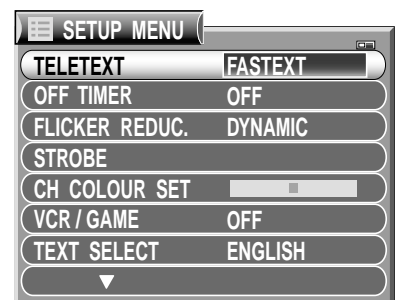 SETUP MENU
TELETEXT FASTEXT
OFF TIMER OFF
FLICKER REDUC. DYNAMIC
STROBE
CH COLOUR SET
VCR / GAME OFF
TEXT SELECT ENGLISH